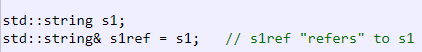 std::string s1;
std::string& s1ref = s1;   // s1ref "refers" to s1